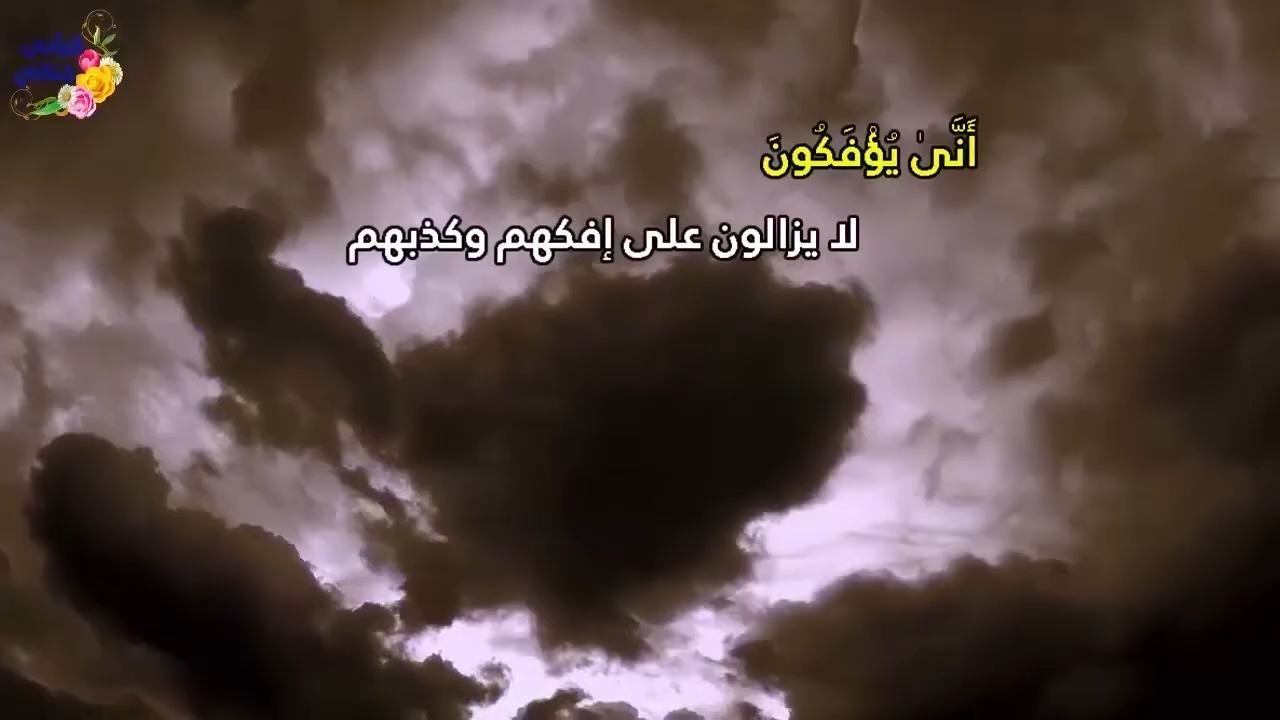 أَنَّىٰ يُؤْفَكُونَ
لا يزالون على إفكهم وكذبهم